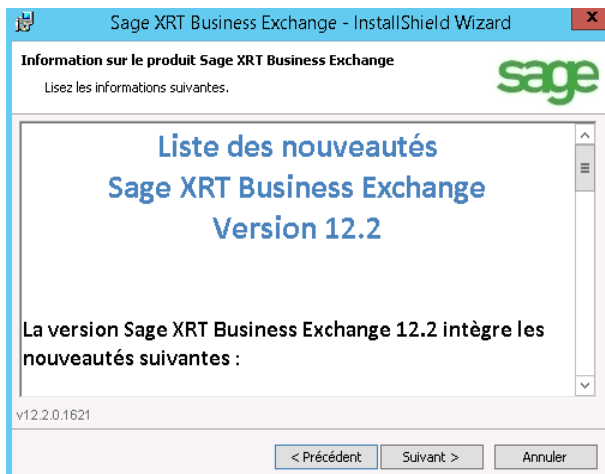 Sage XRT Business Exchange - InstallShield Wizard
x
Information sur le produit Sage XRT Business Exchange
Lisez les informations suivantes.
sage
Liste des nouveautés
Sage XRT Business Exchange
Version 12.2
La version Sage XRT Business Exchange 12.2 intègre les
nouveautés suivantes :
v12.2.0.1621
< Précédent
Suivant >
Annuler